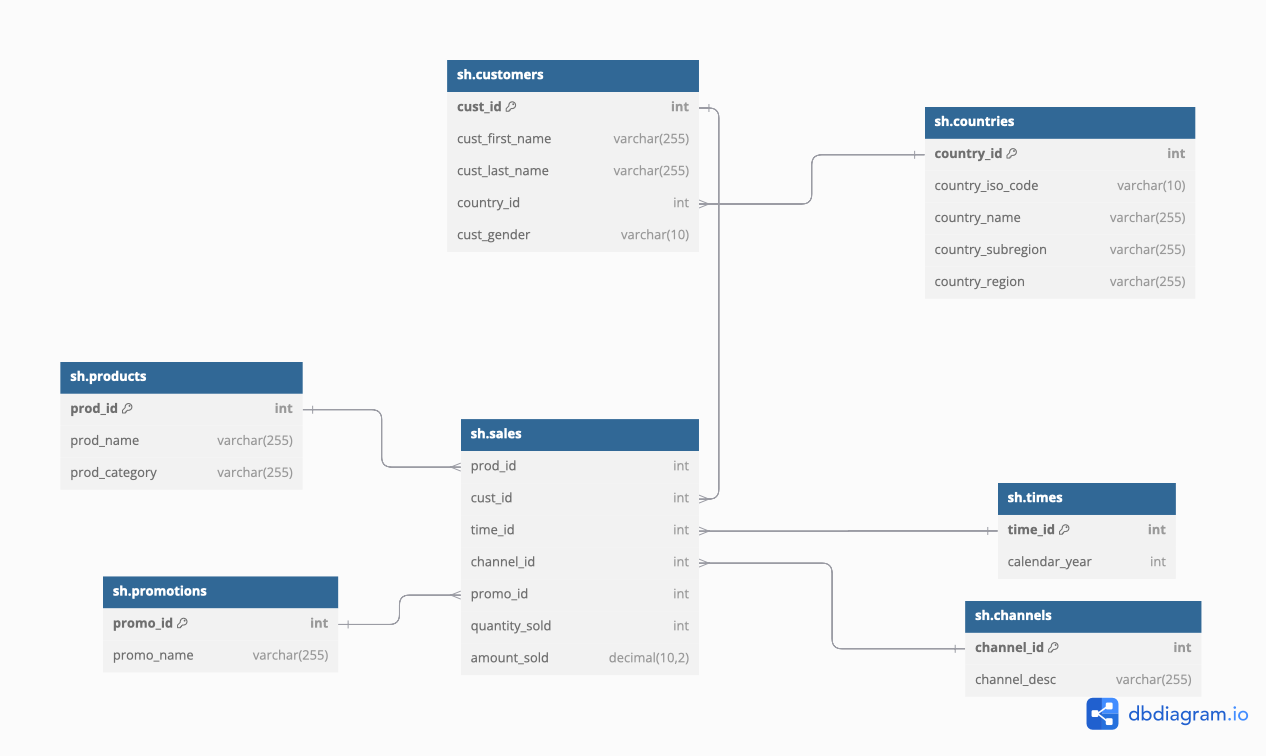 sh.customers
cust_id int
cust_first_name varchar(255)
cust_last_name varchar(255)
country_id int
cust_gender varchar(10)
sh.countries
country_id int
country_iso_code varchar(10)
country_name varchar(255)
country_subregion varchar(255)
country_region varchar(255)
sh.products
prod_id int
prod_name varchar(255)
prod_category varchar(255)
sh.sales
prod_id int
cust_id int
time_id int
channel_id int
promo_id int
quantity_sold int
amount_sold decimal(10,2)
sh.times
time_id int
calendar_year int
sh.promotions
promo_id int
promo_name varchar(255)
sh.channels
channel_id int
channel_desc varchar(255)
dbdiagram.io